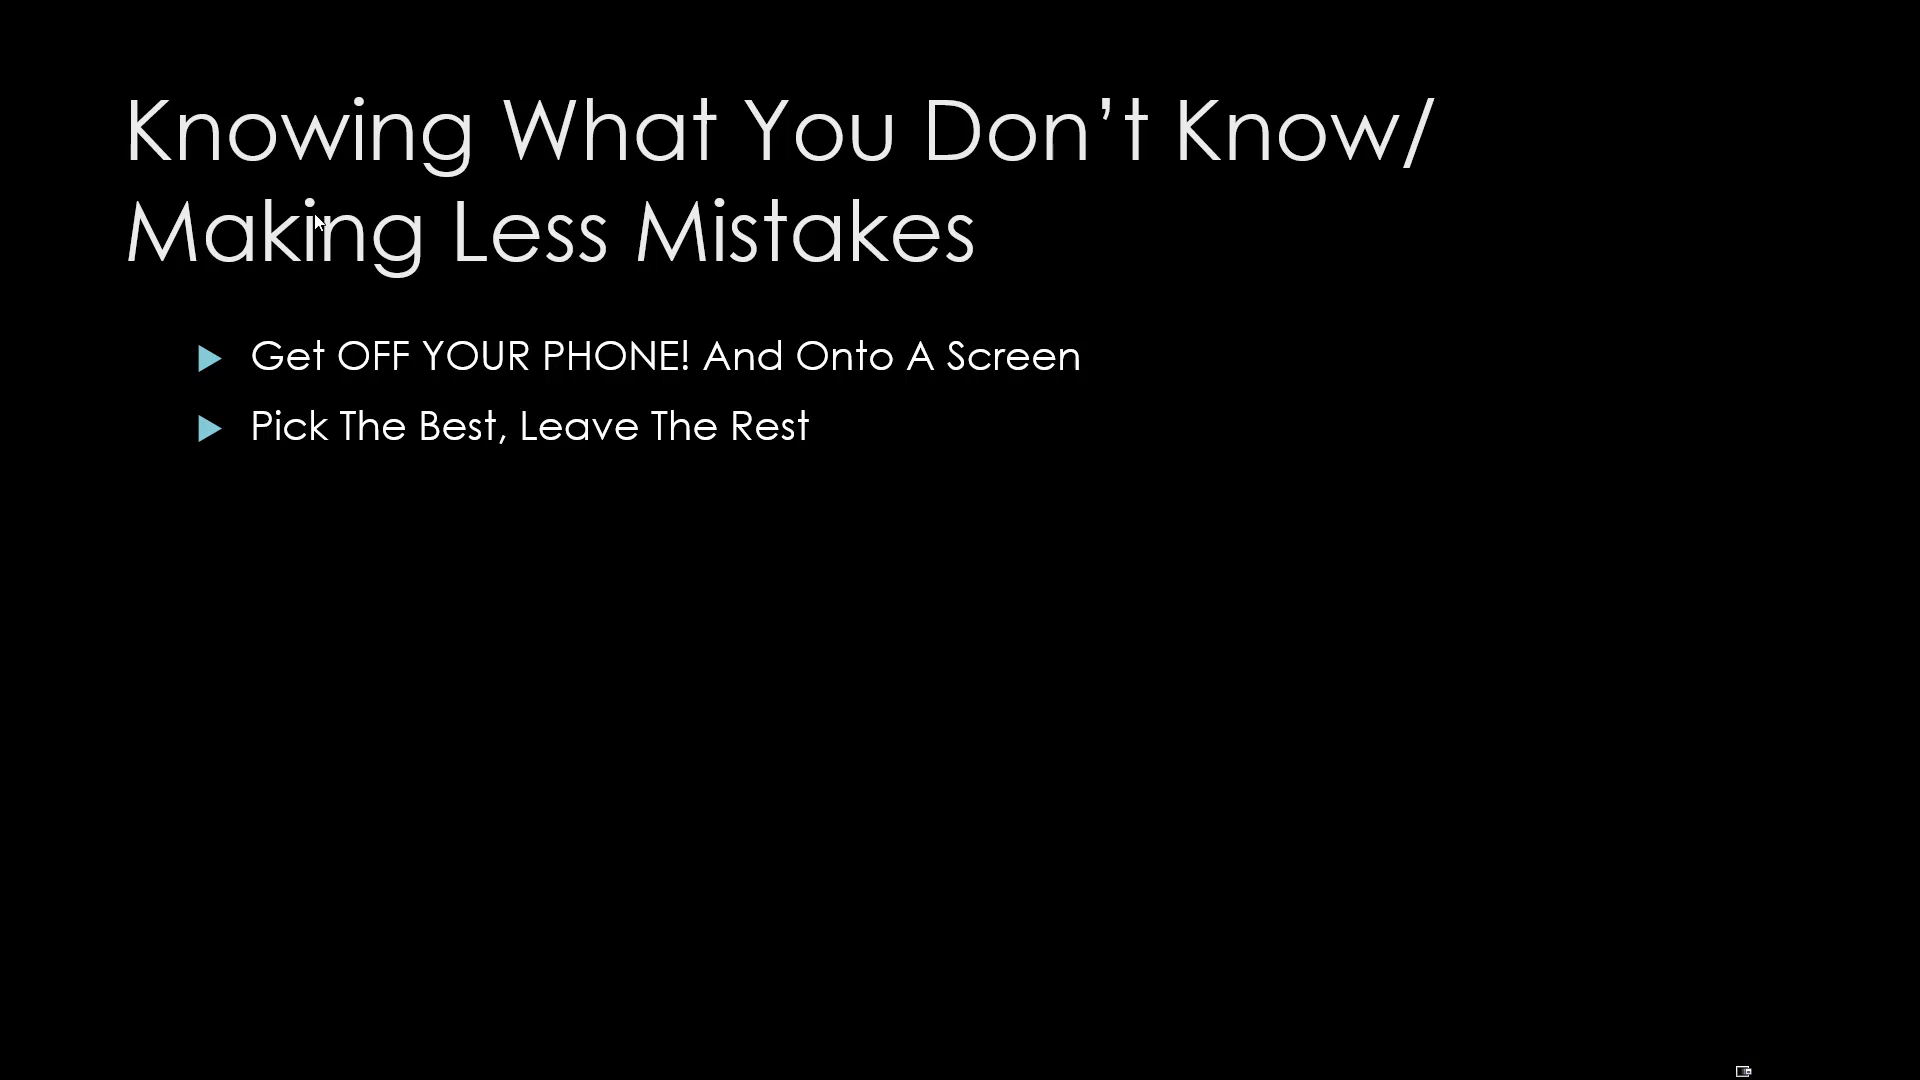 Knowing What You Don’t Know/
Making Less Mistakes
Get OFF YOUR PHONE! And Onto A Screen
Pick The Best, Leave The Rest